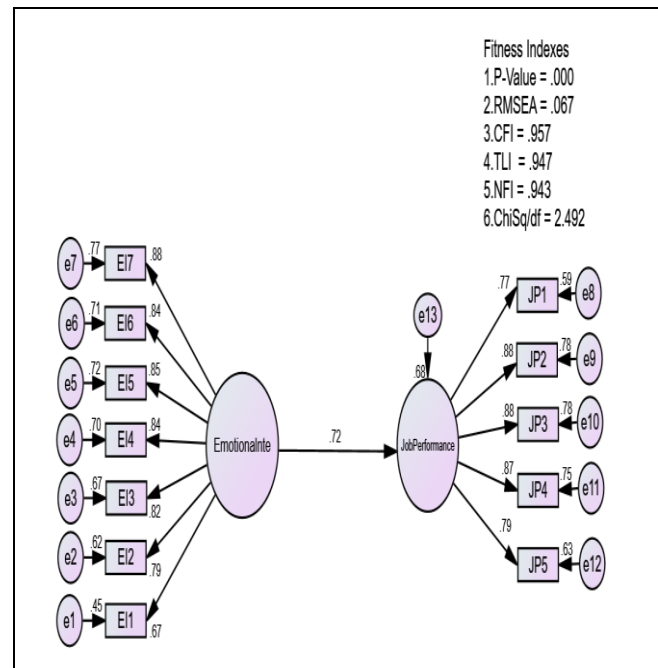 Fitness Indexes
1.P-Value = .000
2.RMSEA = .067
3.CFI = .957
4.TLI = .947
5.NFI = .943
6.ChiSq/df = 2.492
e7 .77 EI7 .88
e6 .71 EI6 .84
e5 .72 EI5 .85
e4 .70 EI4 .84
e3 .67 EI3 .82
e2 .62 EI2 .79
e1 .45 EI1 .67
EmotionalInte
.72
e13
.68
JobPerformance
.77 JP1 .59 e8
.88 JP2 .78 e9
.88 JP3 .78 e10
.87 JP4 .75 e11
.79 JP5 .63 e12